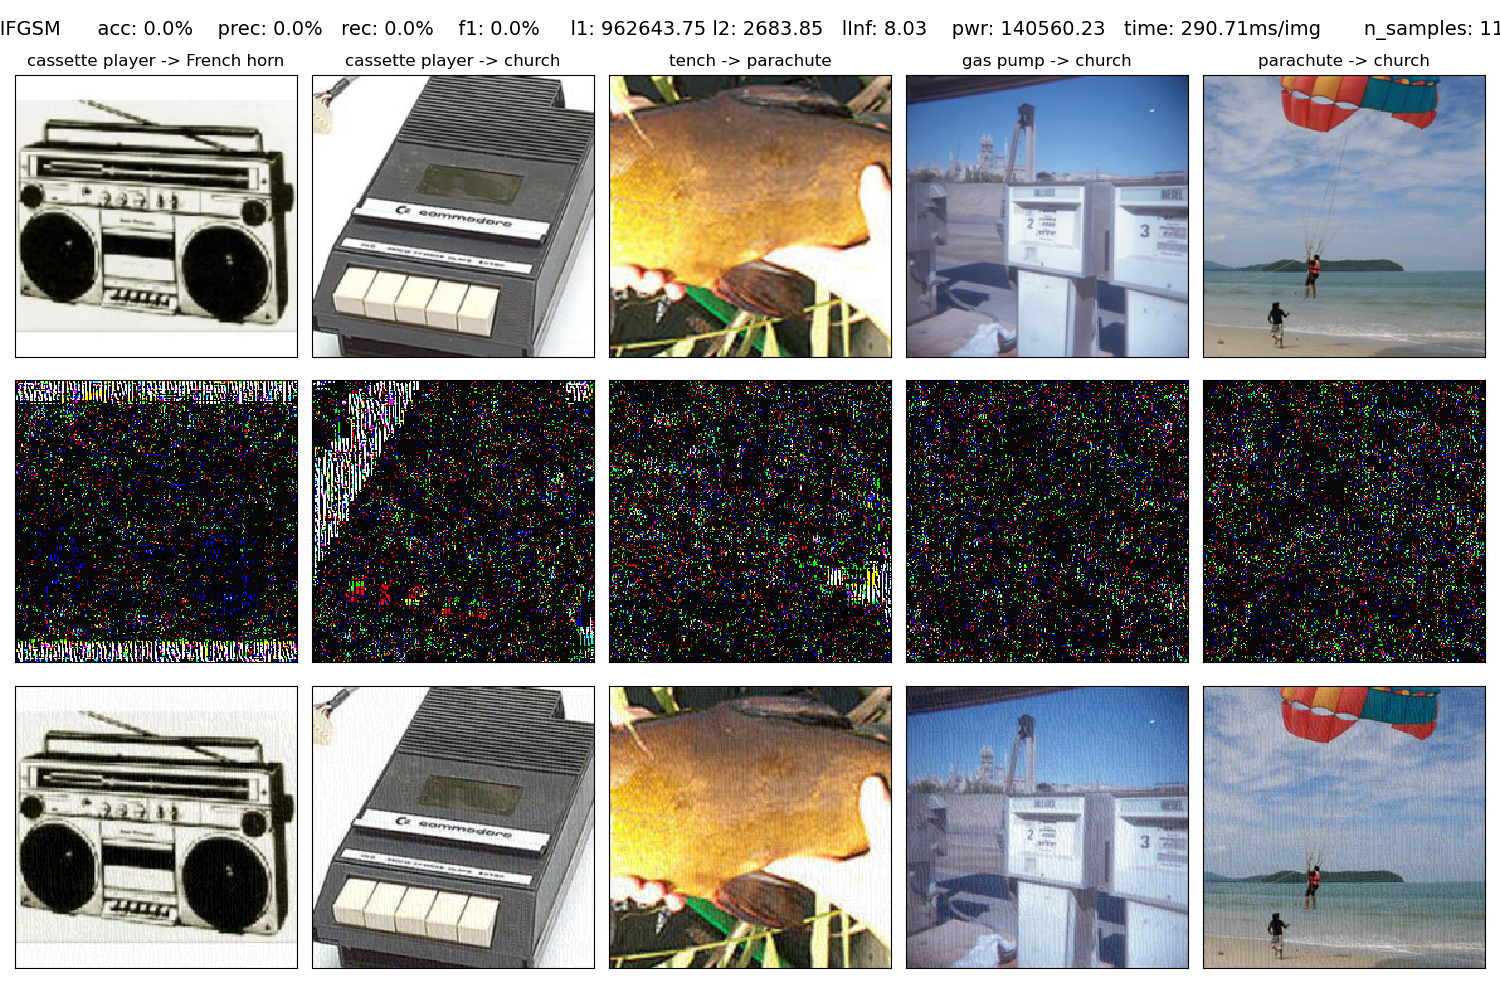 IFGSM acc: 0.0% prec: 0.0% rec: 0.0% f1: 0.0% l1: 962643.75 l2: 2683.85 lInf: 8.03 pwr: 140560.23 time: 290.71ms/img n_samples: 11
cassette player -> French horn
cassette player -> church
tench -> parachute
gas pump -> church
parachute -> church
commodore
UNLEADED
DIESEL
2
3
commodore
2
3